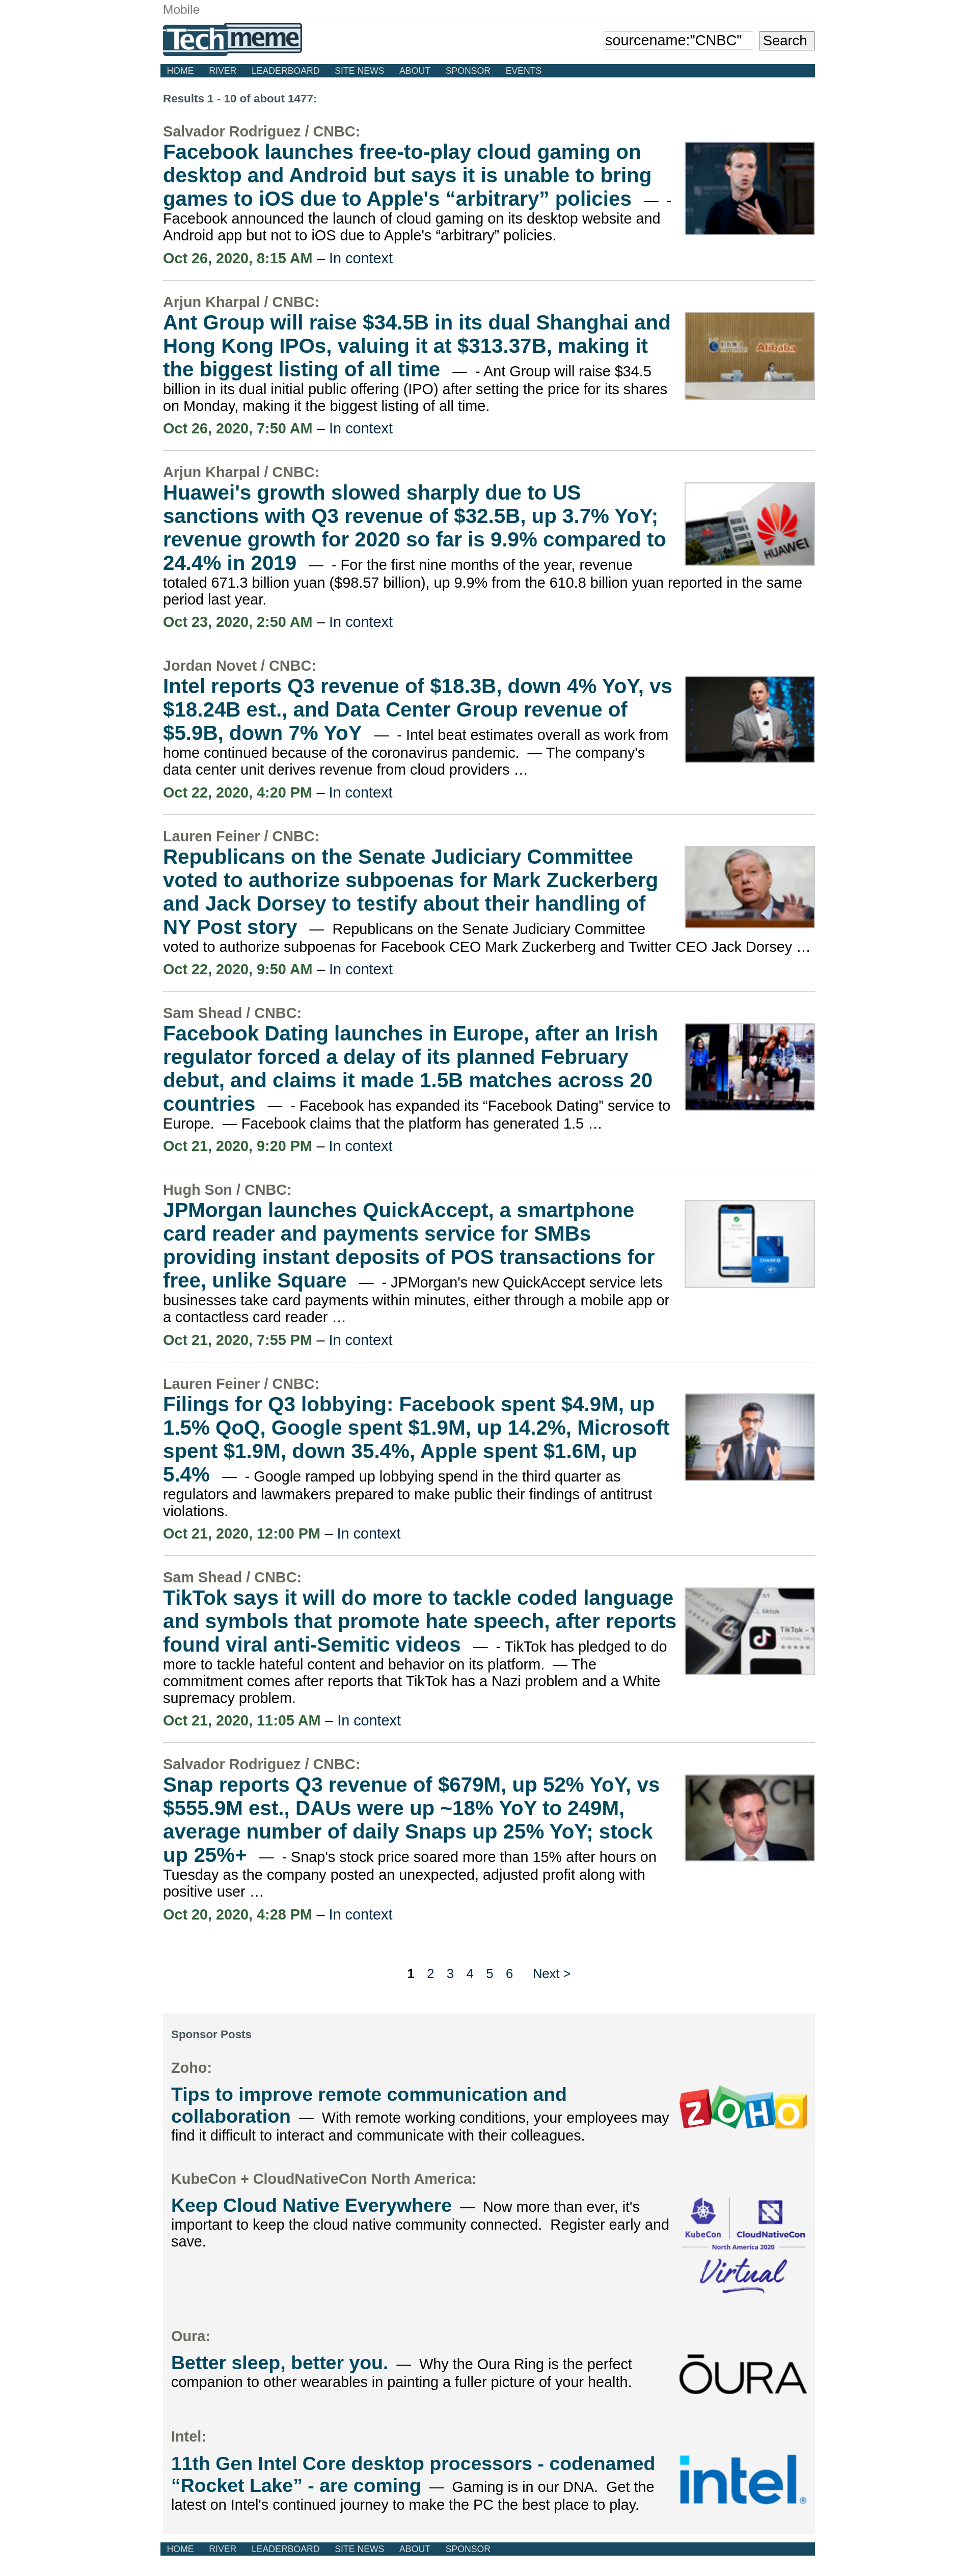 Mobile
Techmeme
sourcename:"CNBC" Search
HOME RIVER LEADERBOARD SITE NEWS ABOUT SPONSOR EVENTS
Results 1 - 10 of about 1477:
Salvador Rodriguez / CNBC:
Facebook launches free-to-play cloud gaming on
desktop and Android but says it is unable to bring
games to iOS due to Apple's “arbitrary” policies — -
Facebook announced the launch of cloud gaming on its desktop website and
Android app but not to iOS due to Apple's “arbitrary” policies.
Oct 26, 2020, 8:15 AM – In context
Arjun Kharpal / CNBC:
Ant Group will raise $34.5B in its dual Shanghai and
Hong Kong IPOs, valuing it at $313.37B, making it
the biggest listing of all time — - Ant Group will raise $34.5
billion in its dual initial public offering (IPO) after setting the price for its shares
on Monday, making it the biggest listing of all time.
Oct 26, 2020, 7:50 AM – In context
Alibaba
Arjun Kharpal / CNBC:
Huawei's growth slowed sharply due to US
sanctions with Q3 revenue of $32.5B, up 3.7% YoY;
revenue growth for 2020 so far is 9.9% compared to
24.4% in 2019 — - For the first nine months of the year, revenue
totaled 671.3 billion yuan ($98.57 billion), up 9.9% from the 610.8 billion yuan reported in the same
period last year.
Oct 23, 2020, 2:50 AM – In context
HUAWEI
Jordan Novet / CNBC:
Intel reports Q3 revenue of $18.3B, down 4% YoY, vs
$18.24B est., and Data Center Group revenue of
$5.9B, down 7% YoY — - Intel beat estimates overall as work from
home continued because of the coronavirus pandemic. — The company's
data center unit derives revenue from cloud providers …
Oct 22, 2020, 4:20 PM – In context
Lauren Feiner / CNBC:
Republicans on the Senate Judiciary Committee
voted to authorize subpoenas for Mark Zuckerberg
and Jack Dorsey to testify about their handling of
NY Post story — Republicans on the Senate Judiciary Committee
voted to authorize subpoenas for Facebook CEO Mark Zuckerberg and Twitter CEO Jack Dorsey …
Oct 22, 2020, 9:50 AM – In context
Sam Shead / CNBC:
Facebook Dating launches in Europe, after an Irish
regulator forced a delay of its planned February
debut, and claims it made 1.5B matches across 20
countries — - Facebook has expanded its “Facebook Dating” service to
Europe. — Facebook claims that the platform has generated 1.5 …
Oct 21, 2020, 9:20 PM – In context
Hugh Son / CNBC:
JPMorgan launches QuickAccept, a smartphone
card reader and payments service for SMBs
providing instant deposits of POS transactions for
free, unlike Square — - JPMorgan's new QuickAccept service lets
businesses take card payments within minutes, either through a mobile app or
a contactless card reader …
Oct 21, 2020, 7:55 PM – In context
CHASE
Lauren Feiner / CNBC:
Filings for Q3 lobbying: Facebook spent $4.9M, up
1.5% QoQ, Google spent $1.9M, up 14.2%, Microsoft
spent $1.9M, down 35.4%, Apple spent $1.6M, up
5.4% — - Google ramped up lobbying spend in the third quarter as
regulators and lawmakers prepared to make public their findings of antitrust
violations.
Oct 21, 2020, 12:00 PM – In context
Sam Shead / CNBC:
TikTok says it will do more to tackle coded language
and symbols that promote hate speech, after reports
found viral anti-Semitic videos — - TikTok has pledged to do
more to tackle hateful content and behavior on its platform. — The
commitment comes after reports that TikTok has a Nazi problem and a White
supremacy problem.
Oct 21, 2020, 11:05 AM – In context
tiktok
Salvador Rodriguez / CNBC:
Snap reports Q3 revenue of $679M, up 52% YoY, vs
$555.9M est., DAUs were up ~18% YoY to 249M,
average number of daily Snaps up 25% YoY; stock
up 25%+ — - Snap's stock price soared more than 15% after hours on
Tuesday as the company posted an unexpected, adjusted profit along with
positive user …
Oct 20, 2020, 4:28 PM – In context
1 2 3 4 5 6 Next >
Sponsor Posts
Zoho:
Tips to improve remote communication and
collaboration — With remote working conditions, your employees may
find it difficult to interact and communicate with their colleagues.
ZOHO
KubeCon + CloudNativeCon North America:
Keep Cloud Native Everywhere — Now more than ever, it's
important to keep the cloud native community connected. Register early and
save.
KubeCon CloudNativeCon
North America 2020
Virtual
Oura:
Better sleep, better you. — Why the Oura Ring is the perfect
companion to other wearables in painting a fuller picture of your health.
ŌURA
Intel:
11th Gen Intel Core desktop processors - codenamed
“Rocket Lake” - are coming — Gaming is in our DNA. Get the
latest on Intel's continued journey to make the PC the best place to play.
intel®
HOME RIVER LEADERBOARD SITE NEWS ABOUT SPONSOR